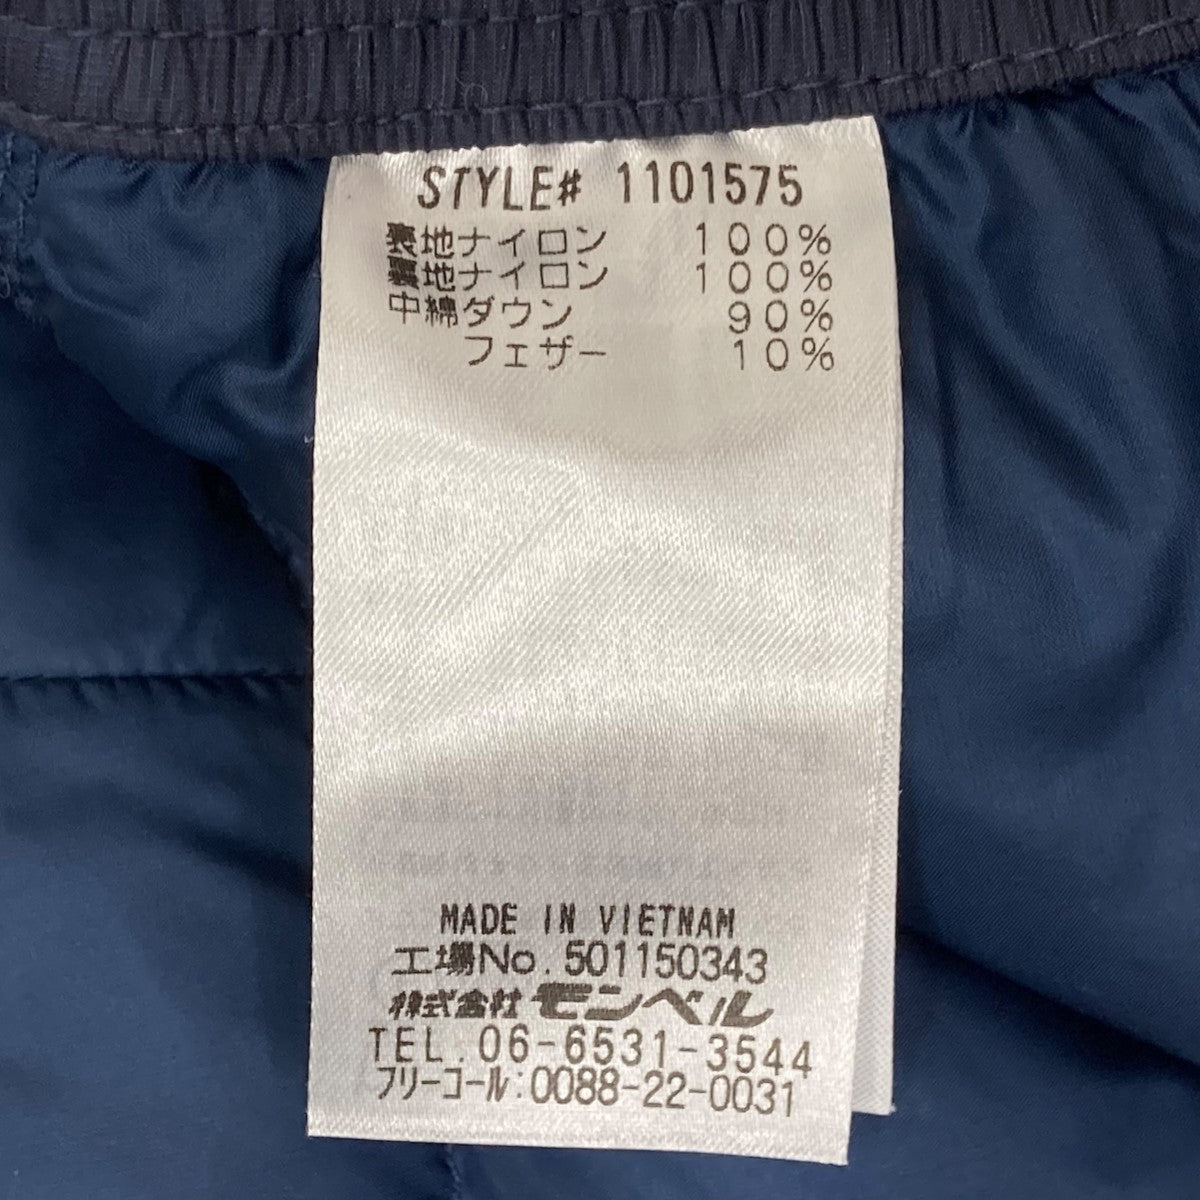 STYLE# 1101575
表地ナイロン 100%
裏地ナイロン 100%
中綿ダウン 90%
フェザー 10%
MADE IN VIETNAM
工場No.501150343
株式会社モンベル
TEL.06-6531-3544
フリーコール:0088-22-0031